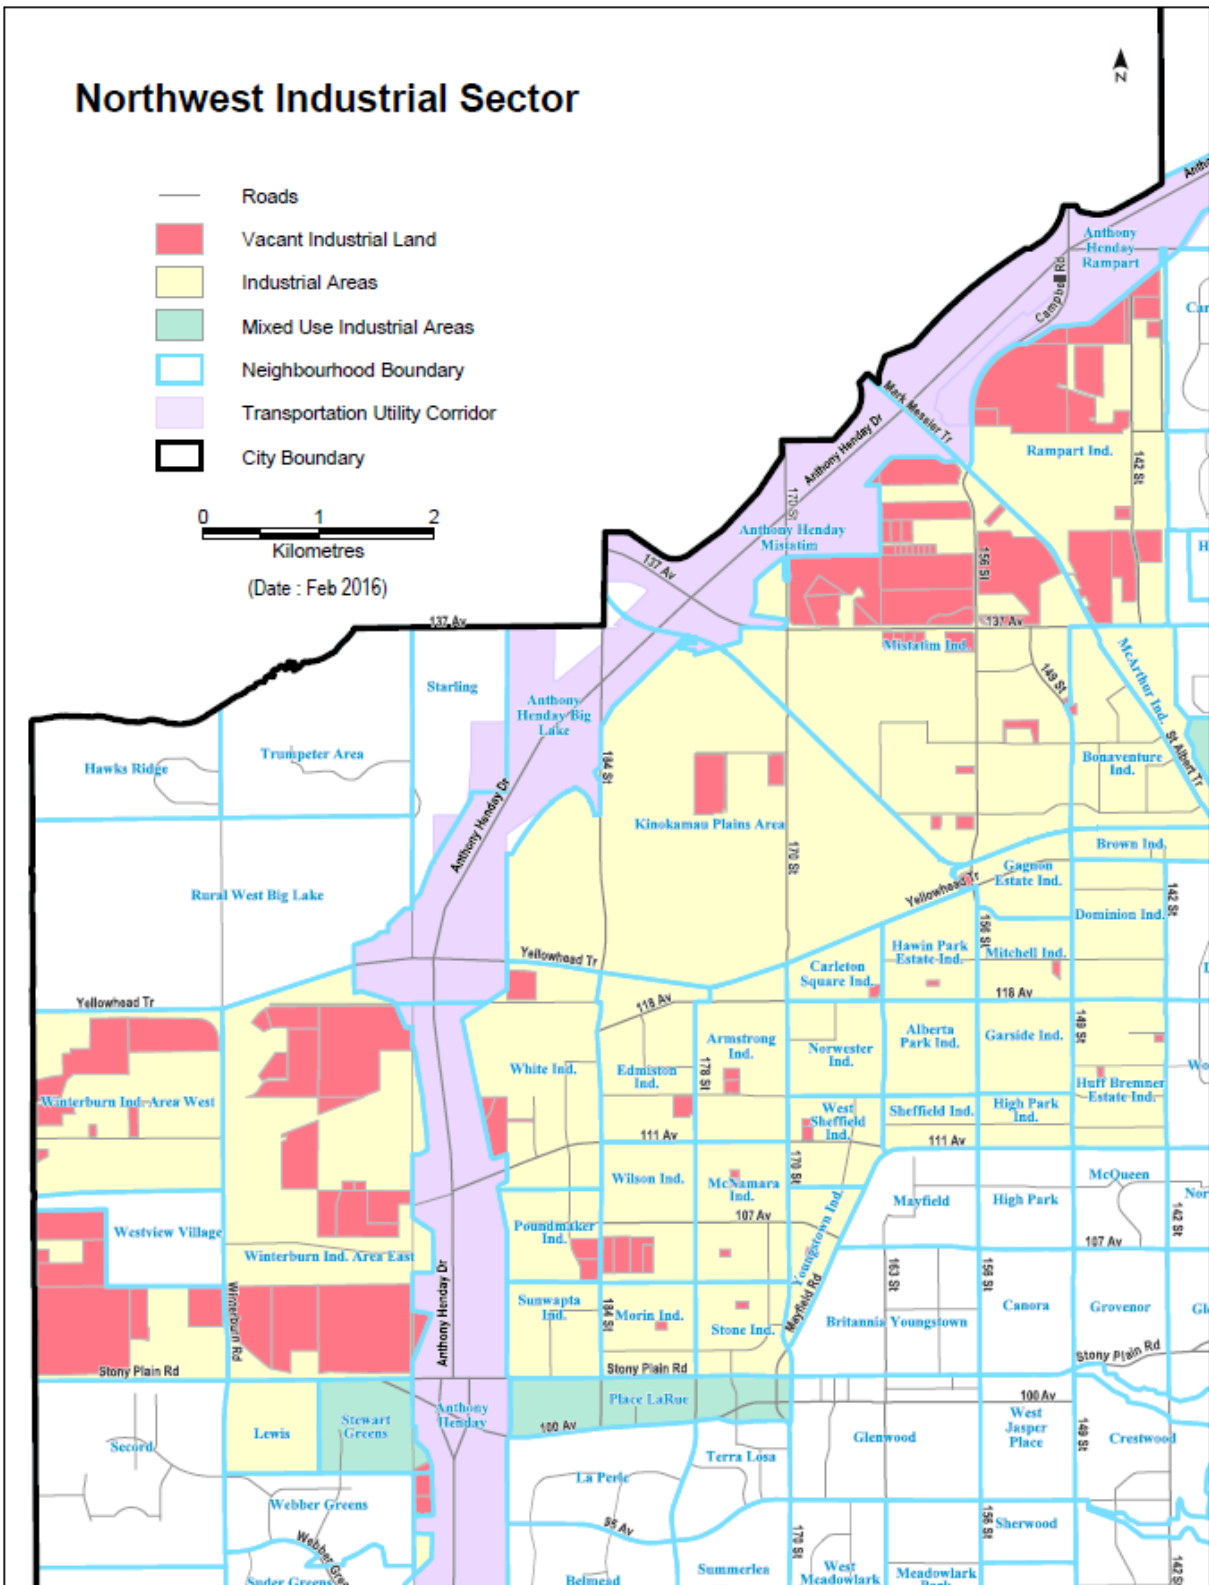 Northwest Industrial Sector
N
Roads
Vacant Industrial Land
Industrial Areas
Mixed Use Industrial Areas
Neighbourhood Boundary
Transportation Utility Corridor
City Boundary
0 1 2
Kilometres
(Date : Feb 2016)
Anthony
Henday
Rampart
Campbell Rd
Mark Messier Tr
Anthony Henday Dr
Rampart Ind.
142 St
170 St
Anthony Henday
Mistatim
137 Av
156 St
137 Av
137 Av
Mistatim Ind.
149 St
McArthur Ind.
St Albert Tr
Starling
Anthony
Henday Big
Lake
Hawks Ridge
Trumpeter Area
184 St
Bonaventure
Ind.
Anthony Henday Dr
Kinokamau Plains Area
170 St
Brown Ind.
Gagnon
Estate Ind.
Yellowhead Tr
Rural West Big Lake
142 St
Dominion Ind.
156 St
Hawin Park
Estate Ind.
Mitchell Ind.
Yellowhead Tr
Carleton
Square Ind.
118 Av
Yellowhead Tr
118 Av
149 St
Armstrong
Ind.
Norwester
Ind.
Alberta
Park Ind.
Garside Ind.
White Ind.
Edmiston
Ind.
178 St
Huff Bremner
Estate Ind.
Winterburn Ind. Area West
West
Sheffield
Ind.
Sheffield Ind.
High Park
Ind.
111 Av
111 Av
170 St
Wilson Ind.
McNamara
Ind.
McQueen
Mayfield
High Park
142 St
Westview Village
Poundmaker
Ind.
107 Av
Youngstown Ind.
107 Av
Winterburn Ind. Area East
Anthony Henday Dr
Winterburn Rd
163 St
156 St
Sunwapta
Ind.
184 St
Morin Ind.
Stone Ind.
Mayfield Rd
Britannia Youngstown
Canora
Grovenor
Stony Plain Rd
Stony Plain Rd
Stony Plain Rd
Place LaRue
100 Av
100 Av
Anthony
Henday
Lewis
Stewart
Greens
Secord
Glenwood
West
Jasper
Place
149 St
Crestwood
Terra Losa
La Perle
Webber Greens
95 Av
170 St
156 St
Sherwood
Suder Greens
Belmead
Summerlea
West
Meadowlark
Meadowlark
Park